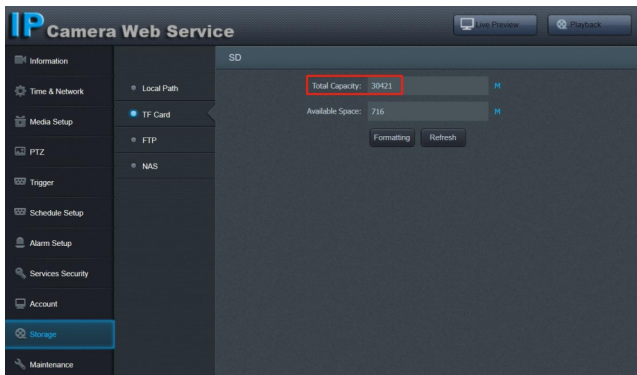 IP Camera Web Service
Live Preview
Playback
Information
Time & Network
Media Setup
PTZ
Trigger
Schedule Setup
Alarm Setup
Services Security
Account
Storage
Maintenance
Local Path
TF Card
FTP
NAS
SD
Total Capacity: 30421 M
Available Space: 716 M
Formatting Refresh